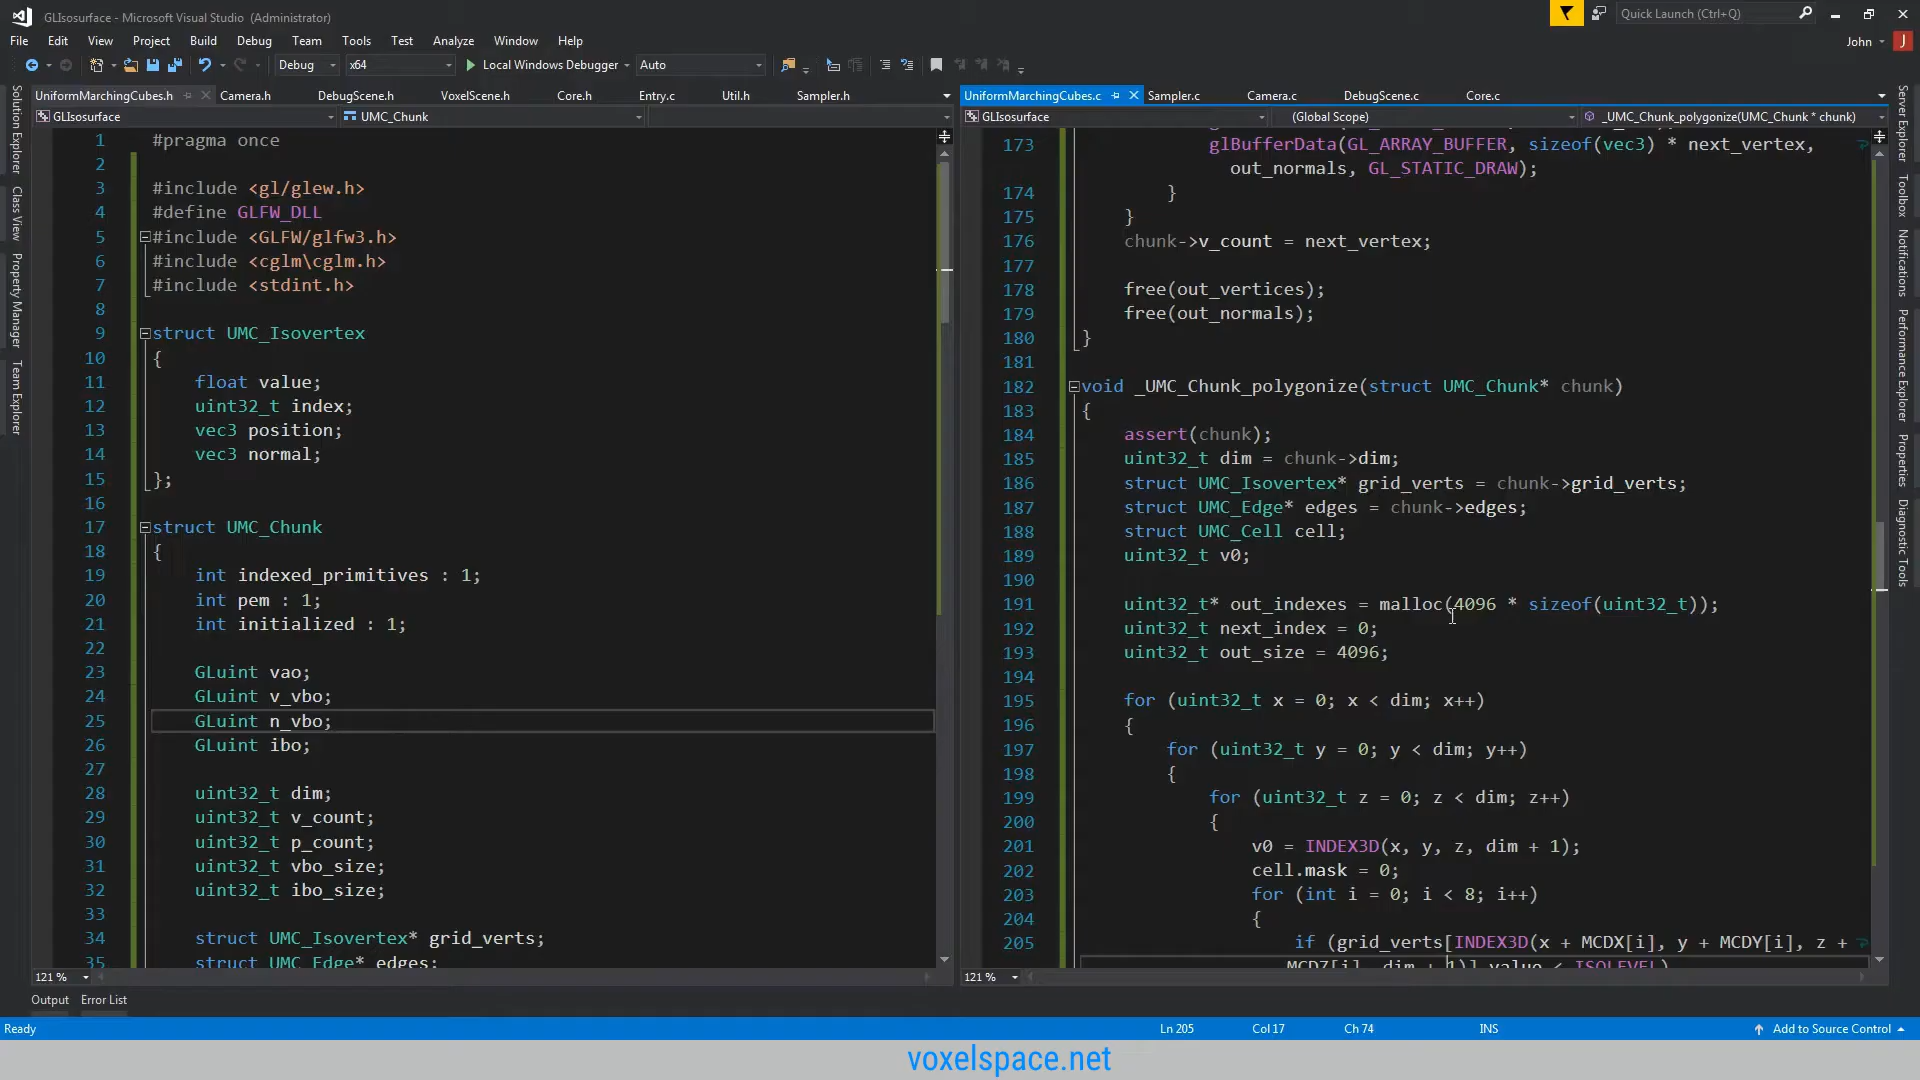 GLIsosurface - Microsoft Visual Studio (Administrator)
Quick Launch (Ctrl+Q)
File Edit View Project Build Debug Team Tools Test Analyze Window Help
John J
Debug x64 Local Windows Debugger Auto
UniformMarchingCubes.h Camera.h DebugScene.h VoxelScene.h Core.h Entry.c Util.h Sampler.h
GLIsosurface UMC_Chunk
1 #pragma once
2
3 #include <gl/glew.h>
4 #define GLFW_DLL
5 #include <GLFW/glfw3.h>
6 #include <cglm\cglm.h>
7 #include <stdint.h>
8
9 struct UMC_Isovertex
10 {
11 float value;
12 uint32_t index;
13 vec3 position;
14 vec3 normal;
15 };
16
17 struct UMC_Chunk
18 {
19 int indexed_primitives : 1;
20 int pem : 1;
21 int initialized : 1;
22
23 GLuint vao;
24 GLuint v_vbo;
25 GLuint n_vbo;
26 GLuint ibo;
27
28 uint32_t dim;
29 uint32_t v_count;
30 uint32_t p_count;
31 uint32_t vbo_size;
32 uint32_t ibo_size;
33
34 struct UMC_Isovertex* grid_verts;
35 struct UMC_Edge* edges;
121 %
UniformMarchingCubes.c Sampler.c Camera.c DebugScene.c Core.c
GLIsosurface (Global Scope) _UMC_Chunk_polygonize(UMC_Chunk * chunk)
173 glBufferData(GL_ARRAY_BUFFER, sizeof(vec3) * next_vertex,
out_normals, GL_STATIC_DRAW);
174 }
175 }
176 chunk->v_count = next_vertex;
177
178 free(out_vertices);
179 free(out_normals);
180 }
181
182 void _UMC_Chunk_polygonize(struct UMC_Chunk* chunk)
183 {
184 assert(chunk);
185 uint32_t dim = chunk->dim;
186 struct UMC_Isovertex* grid_verts = chunk->grid_verts;
187 struct UMC_Edge* edges = chunk->edges;
188 struct UMC_Cell cell;
189 uint32_t v0;
190
191 uint32_t* out_indexes = malloc(4096 * sizeof(uint32_t));
192 uint32_t next_index = 0;
193 uint32_t out_size = 4096;
194
195 for (uint32_t x = 0; x < dim; x++)
196 {
197 for (uint32_t y = 0; y < dim; y++)
198 {
199 for (uint32_t z = 0; z < dim; z++)
200 {
201 v0 = INDEX3D(x, y, z, dim + 1);
202 cell.mask = 0;
203 for (int i = 0; i < 8; i++)
204 {
205 if (grid_verts[INDEX3D(x + MCDX[i], y + MCDY[i], z +
MCDZ[i], dim + 1)].value < ISOLEVEL)
121 %
Solution Explorer
Class View
Property Manager
Team Explorer
Server Explorer
Toolbox
Notifications
Performance Explorer
Properties
Diagnostic Tools
Output Error List
Ready Ln 205 Col 17 Ch 74 INS Add to Source Control
voxelspace.net